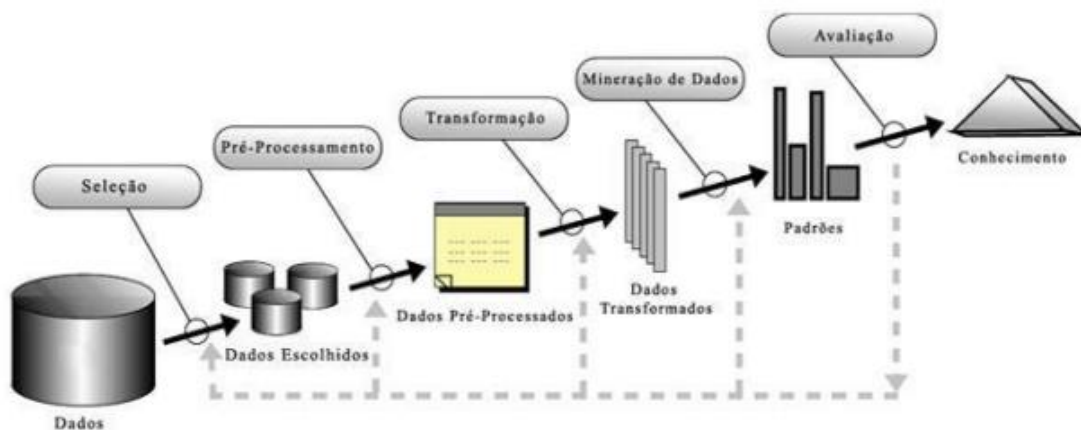 Avaliação
Mineração de Dados
Transformação
Pré-Processamento
Seleção
Conhecimento
Padrões
Dados
Transformados
Dados Pré-Processados
Dados Escolhidos
Dados